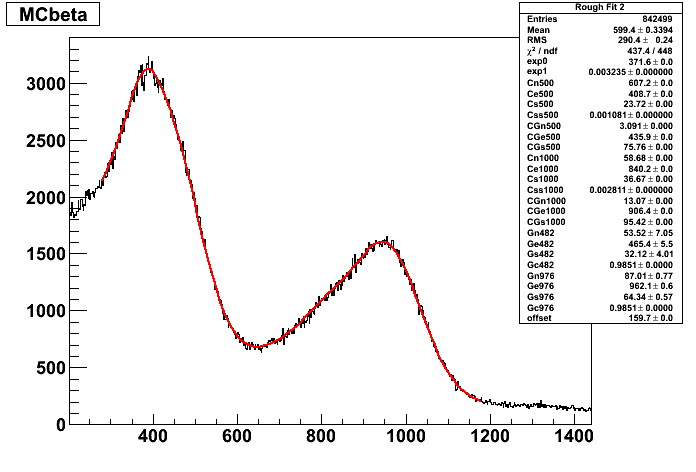 MCbeta
Rough Fit 2
Entries 842499
Mean 599.4 ± 0.3394
RMS 290.4 ± 0.24
χ² / ndf 437.4 / 448
exp0 371.6 ± 0.0
exp1 0.003235 ± 0.000000
Cn500 607.2 ± 0.0
Ce500 408.7 ± 0.0
Cs500 23.72 ± 0.00
Css500 0.001081 ± 0.000000
CGn500 3.091 ± 0.000
CGe500 435.9 ± 0.0
CGs500 75.76 ± 0.00
Cn1000 58.68 ± 0.00
Ce1000 840.2 ± 0.0
Cs1000 36.67 ± 0.00
Css1000 0.002811 ± 0.000000
CGn1000 13.07 ± 0.00
CGe1000 906.4 ± 0.0
CGs1000 95.42 ± 0.00
Gn482 53.52 ± 7.05
Ge482 465.4 ± 5.5
Gs482 32.12 ± 4.01
Gc482 0.9851 ± 0.0000
Gn976 87.01 ± 0.77
Ge976 962.1 ± 0.6
Gs976 64.34 ± 0.57
Gc976 0.9851 ± 0.0000
offset 159.7 ± 0.0
3000
2500
2000
1500
1000
500
0
400 600 800 1000 1200 1400